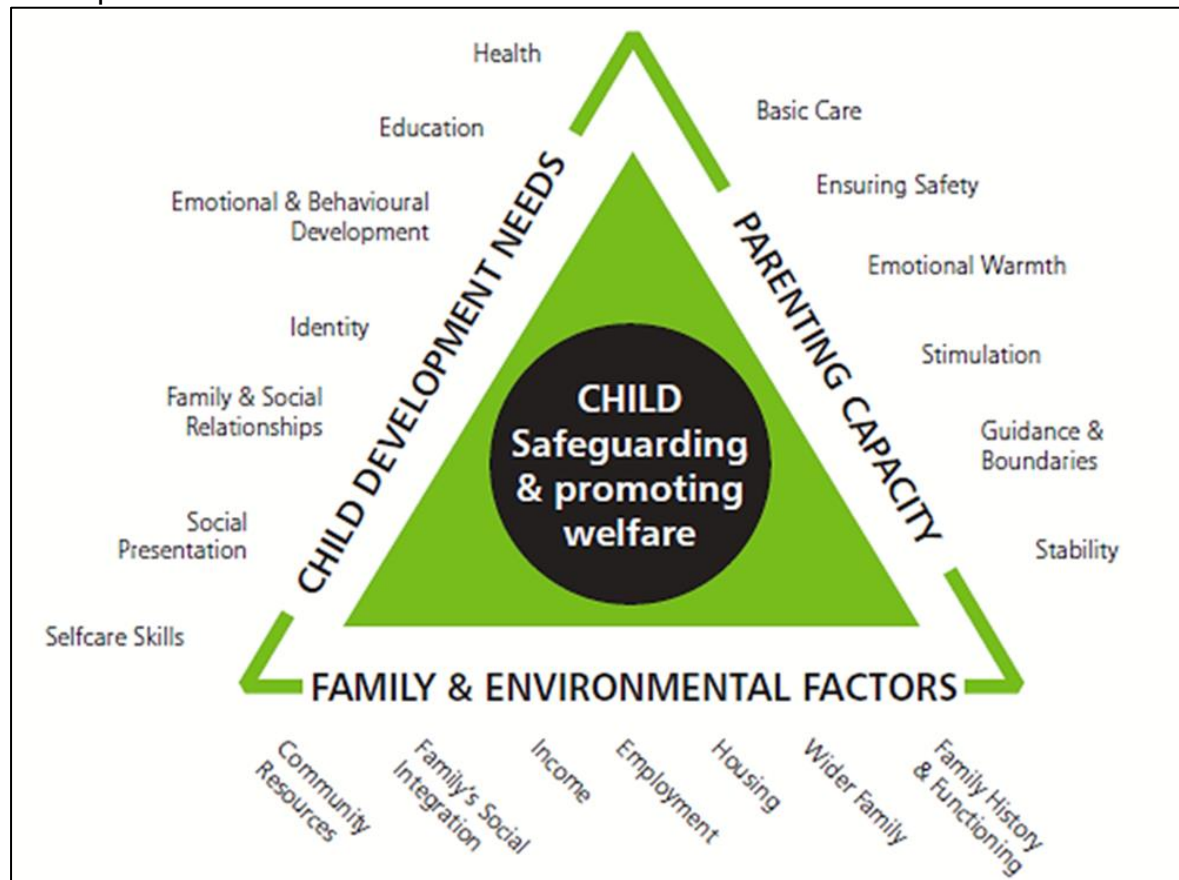 Health
Education
Emotional & Behavioural
Development
Identity
Family & Social
Relationships
Social
Presentation
Selfcare Skills
CHILD DEVELOPMENT NEEDS
Basic Care
Ensuring Safety
Emotional Warmth
Stimulation
Guidance &
Boundaries
Stability
PARENTING CAPACITY
CHILD
Safeguarding
& promoting
welfare
FAMILY & ENVIRONMENTAL FACTORS
Community
Resources
Family's Social
Integration
Income
Employment
Housing
Wider Family
Family History
& Functioning